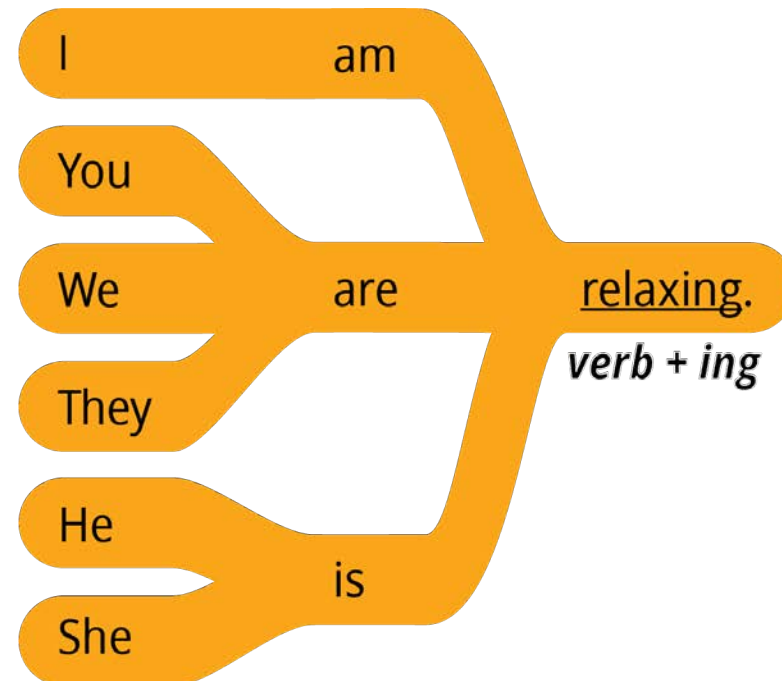 I am
You
We are relaxing.
verb + ing
They
He
is
She